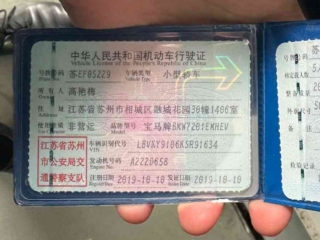 中华人民共和国机动车行驶证
Vehicle License of the People's Republic of China
号牌号码 苏EF05229 车辆类型 小型轿车
所有人 高艳梅
住址 江苏省苏州市相城区融城花园30幢1406室
使用性质 非营运 品牌型号 宝马牌BMW7201EMHEV
江苏省苏州市公安局交通警察支队
车辆识别代号 LBV8Y9106KSR91634
发动机号码 A2220658
注册日期 2019-10-10 发证日期 2019-10-10